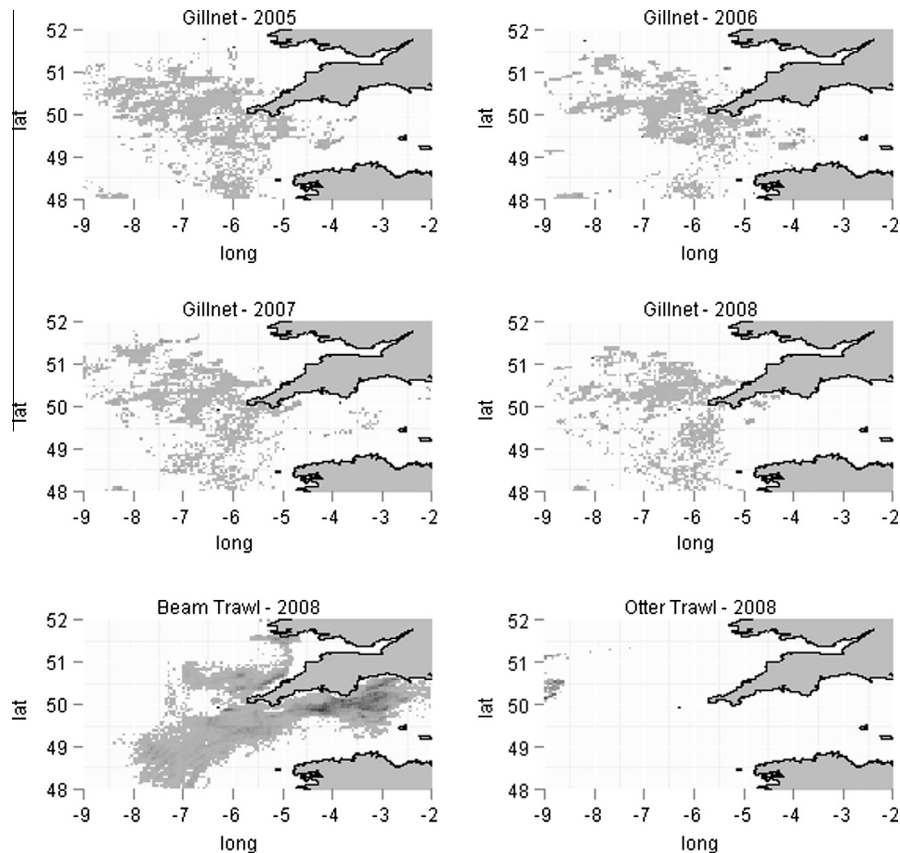 Gillnet - 2005
52
51
50
49
48
lat
-9 -8 -7 -6 -5 -4 -3 -2
long
Gillnet - 2006
52
51
50
49
48
lat
-9 -8 -7 -6 -5 -4 -3 -2
long
Gillnet - 2007
52
51
50
49
48
lat
-9 -8 -7 -6 -5 -4 -3 -2
long
Gillnet - 2008
52
51
50
49
48
lat
-9 -8 -7 -6 -5 -4 -3 -2
long
Beam Trawl - 2008
52
51
50
49
48
lat
-9 -8 -7 -6 -5 -4 -3 -2
long
Otter Trawl - 2008
52
51
50
49
48
lat
-9 -8 -7 -6 -5 -4 -3 -2
long